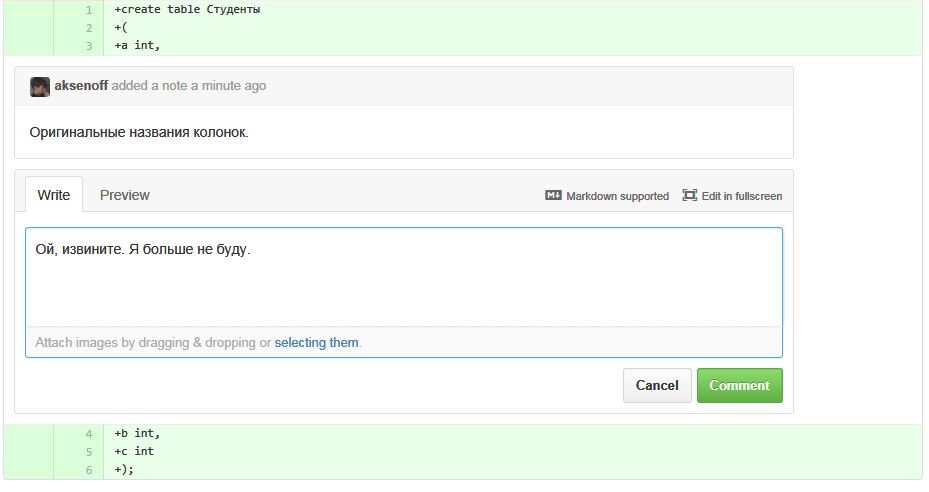 1 +create table Студенты
2 +(
3 +a int,
aksenoff added a note a minute ago
Оригинальные названия колонок.
Write Preview Markdown supported Edit in fullscreen
Ой, извините. Я больше не буду.
Attach images by dragging & dropping or selecting them.
Cancel Comment
4 +b int,
5 +c int
6 +);